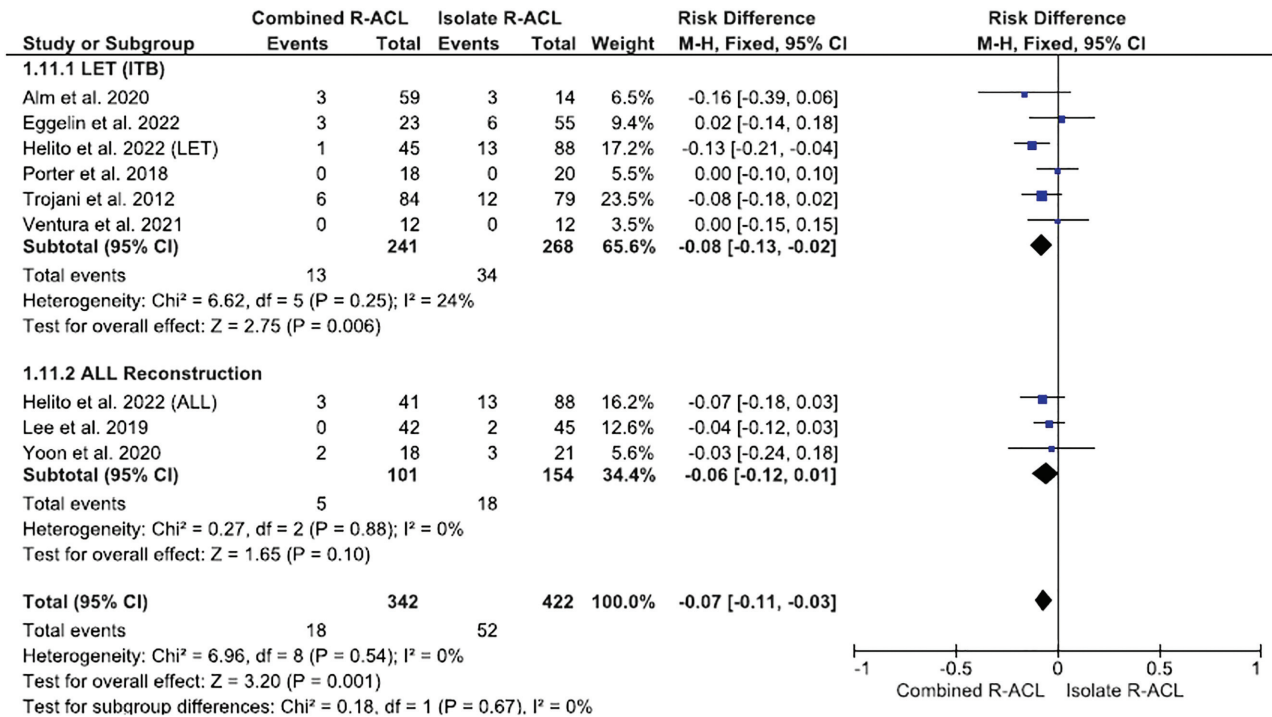 Combined R-ACL Isolate R-ACL Risk Difference Risk Difference
Study or Subgroup Events Total Events Total Weight M-H, Fixed, 95% CI M-H, Fixed, 95% CI
1.11.1 LET (ITB)
Alm et al. 2020 3 59 3 14 6.5% -0.16 [-0.39, 0.06]
Eggelin et al. 2022 3 23 6 55 9.4% 0.02 [-0.14, 0.18]
Helito et al. 2022 (LET) 1 45 13 88 17.2% -0.13 [-0.21, -0.04]
Porter et al. 2018 0 18 0 20 5.5% 0.00 [-0.10, 0.10]
Trojani et al. 2012 6 84 12 79 23.5% -0.08 [-0.18, 0.02]
Ventura et al. 2021 0 12 0 12 3.5% 0.00 [-0.15, 0.15]
Subtotal (95% CI) 241 268 65.6% -0.08 [-0.13, -0.02]
Total events 13 34
Heterogeneity: Chi² = 6.62, df = 5 (P = 0.25); I² = 24%
Test for overall effect: Z = 2.75 (P = 0.006)
1.11.2 ALL Reconstruction
Helito et al. 2022 (ALL) 3 41 13 88 16.2% -0.07 [-0.18, 0.03]
Lee et al. 2019 0 42 2 45 12.6% -0.04 [-0.12, 0.03]
Yoon et al. 2020 2 18 3 21 5.6% -0.03 [-0.24, 0.18]
Subtotal (95% CI) 101 154 34.4% -0.06 [-0.12, 0.01]
Total events 5 18
Heterogeneity: Chi² = 0.27, df = 2 (P = 0.88); I² = 0%
Test for overall effect: Z = 1.65 (P = 0.10)
Total (95% CI) 342 422 100.0% -0.07 [-0.11, -0.03]
Total events 18 52
Heterogeneity: Chi² = 6.96, df = 8 (P = 0.54); I² = 0%
Test for overall effect: Z = 3.20 (P = 0.001)
Test for subgroup differences: Chi² = 0.18, df = 1 (P = 0.67), I² = 0%
-1 -0.5 0 0.5 1
Combined R-ACL Isolate R-ACL